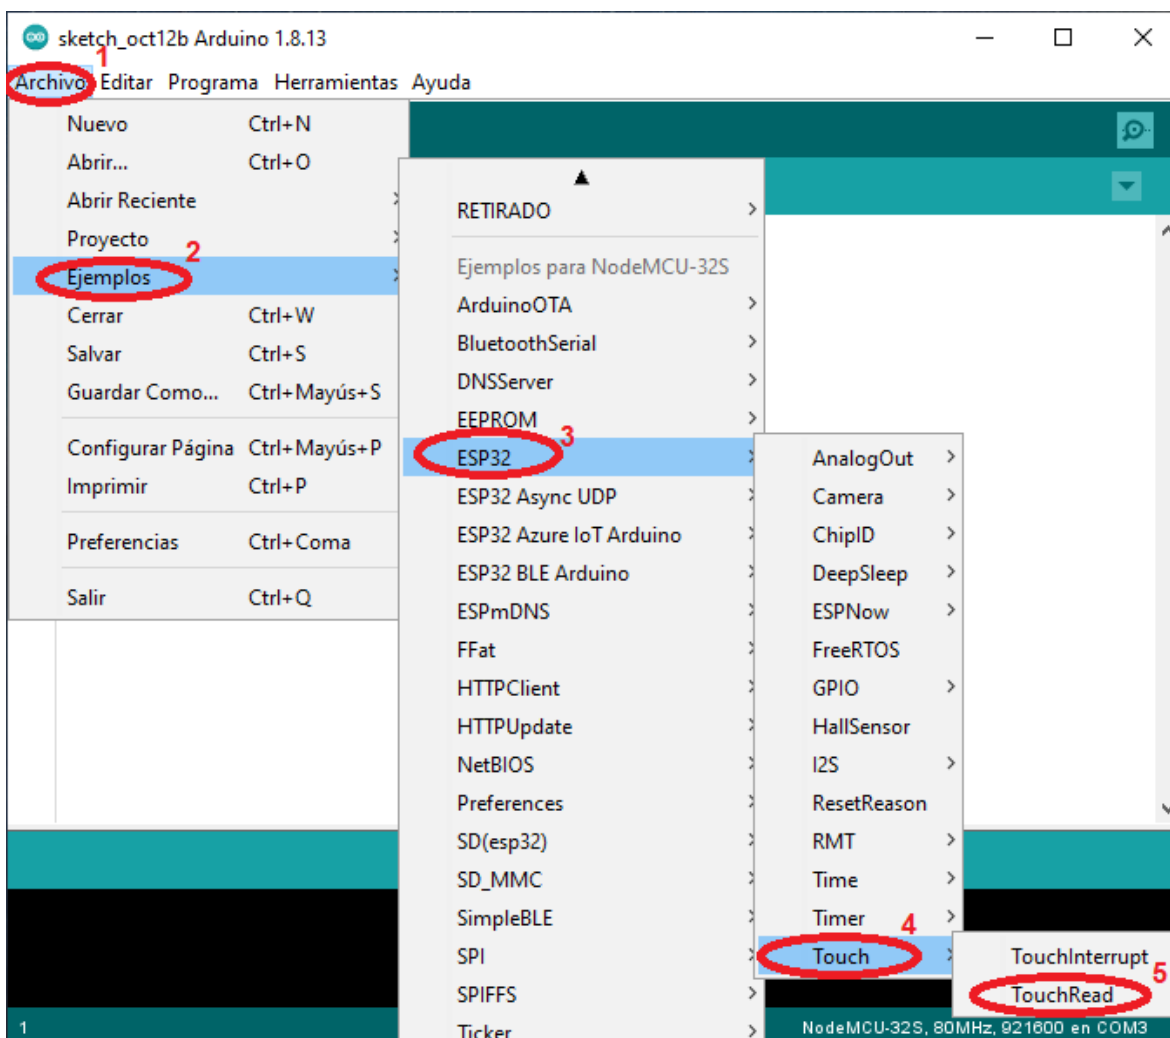 sketch_oct12b Arduino 1.8.13
1
Archivo Editar Programa Herramientas Ayuda
Nuevo Ctrl+N
Abrir... Ctrl+O
Abrir Reciente
Proyecto
2
Ejemplos
Cerrar Ctrl+W
Salvar Ctrl+S
Guardar Como... Ctrl+Mayús+S
Configurar Página Ctrl+Mayús+P
Imprimir Ctrl+P
Preferencias Ctrl+Coma
Salir Ctrl+Q
RETIRADO
Ejemplos para NodeMCU-32S
ArduinoOTA
BluetoothSerial
DNSServer
EEPROM
3
ESP32
ESP32 Async UDP
ESP32 Azure IoT Arduino
ESP32 BLE Arduino
ESPmDNS
FFat
HTTPClient
HTTPUpdate
NetBIOS
Preferences
SD(esp32)
SD_MMC
SimpleBLE
SPI
SPIFFS
Ticker
AnalogOut
Camera
ChipID
DeepSleep
ESPNow
FreeRTOS
GPIO
HallSensor
I2S
ResetReason
RMT
Time
Timer
4
Touch
TouchInterrupt
5
TouchRead
1
NodeMCU-32S, 80MHz, 921600 en COM3